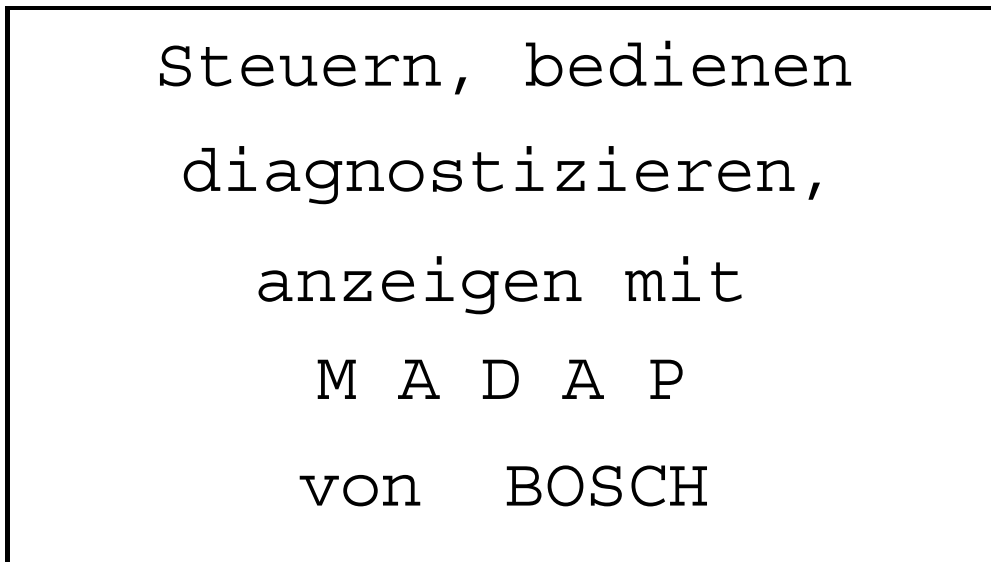 Steuern, bedienen
diagnostizieren,
anzeigen mit
M A D A P
von  BOSCH